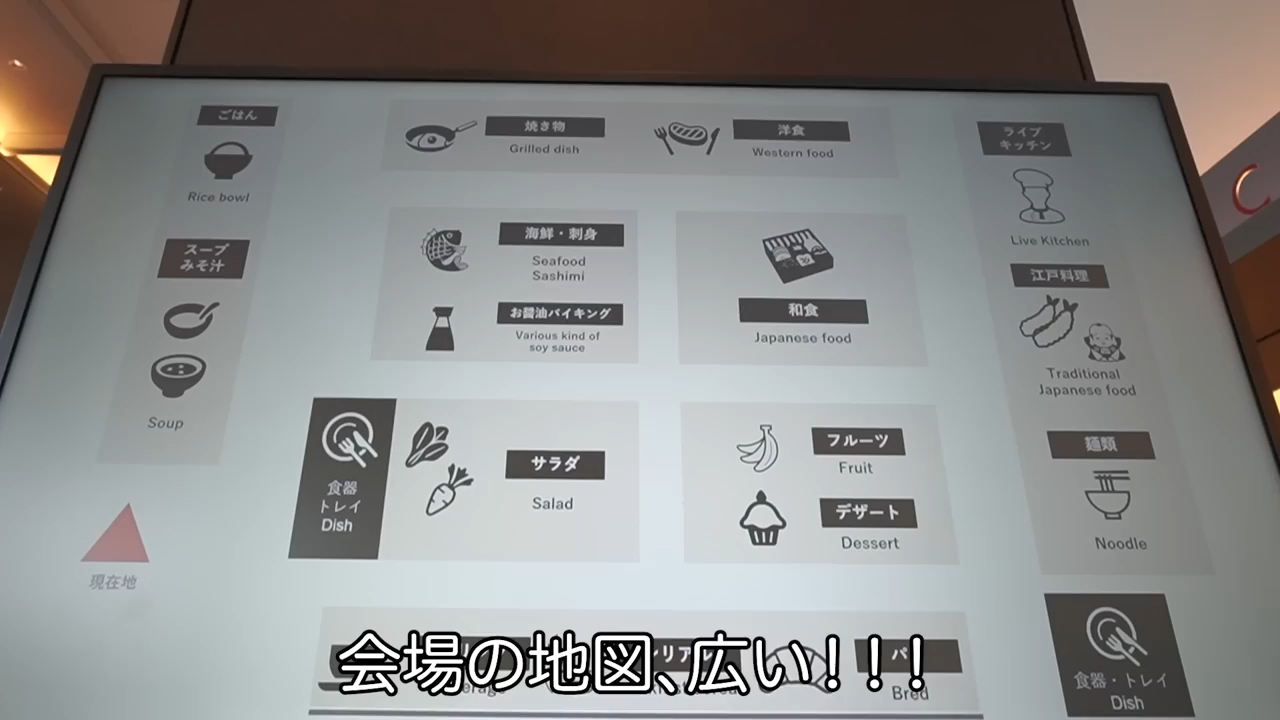 ごはん
Rice bowl
スープ
みそ汁
Soup
現在地
焼き物
Grilled dish
洋食
Western food
海鮮・刺身
Seafood
Sashimi
お醤油バイキング
Various kind of
soy sauce
和食
Japanese food
ライブ
キッチン
Live Kitchen
江戸料理
Traditional
Japanese food
麺類
Noodle
食器
トレイ
Dish
サラダ
Salad
フルーツ
Fruit
デザート
Dessert
Bred
食器・トレイ
Dish
C
会場の地図、広い！！！